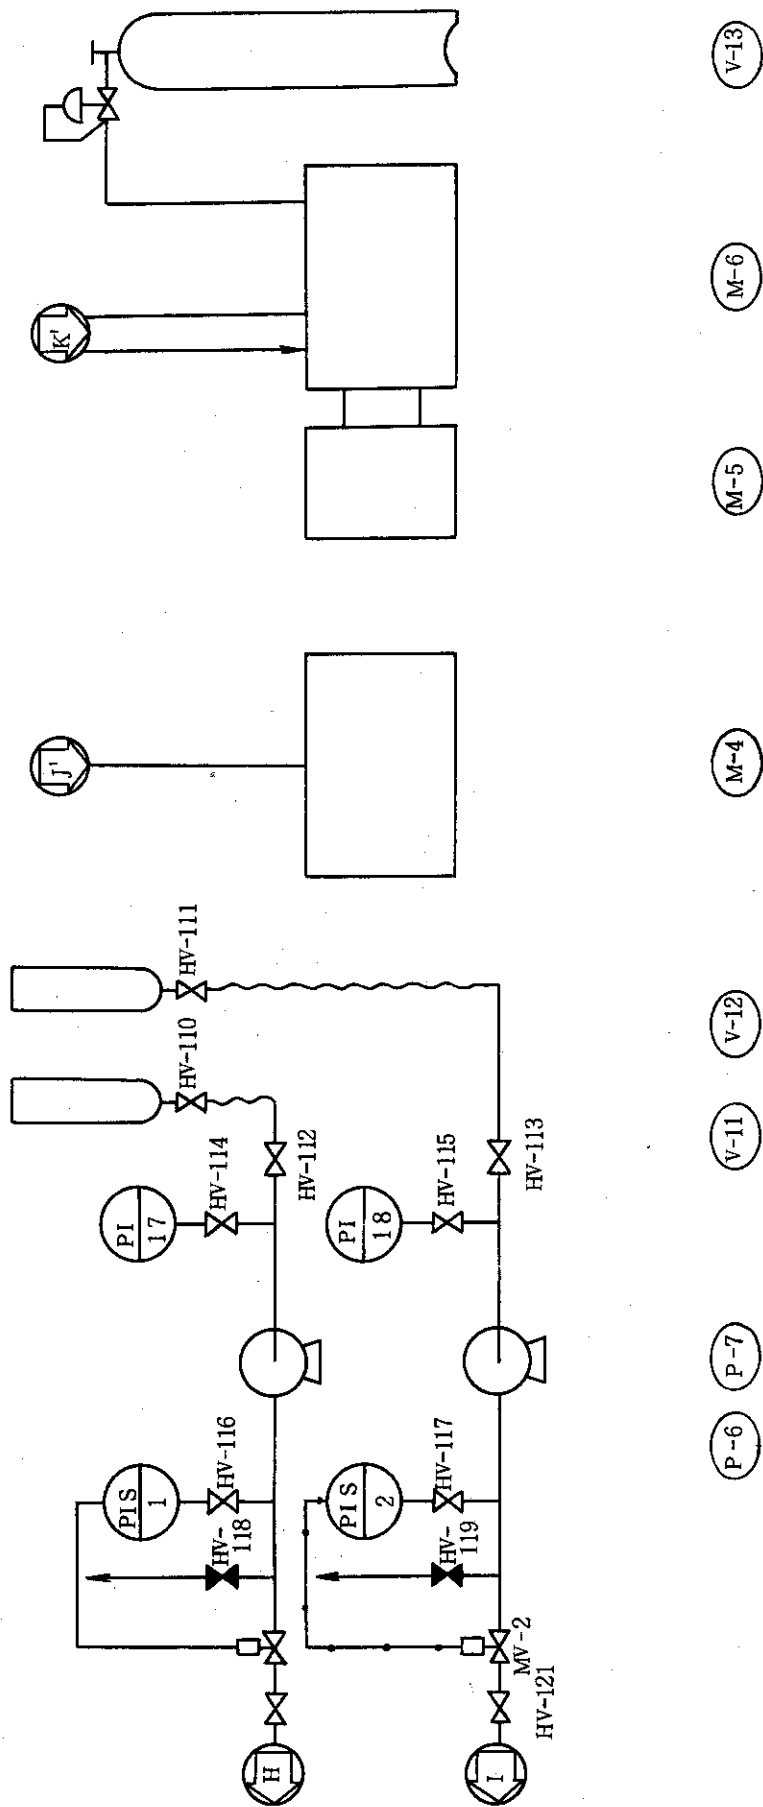 V-13
K'
M-6
M-5
J'
M-4
HV-111
HV-110
V-12
V-11
HV-112
HV-113
HV-114
HV-115
PI
17
PI
18
P-7
P-6
HV-116
HV-117
PIS
1
PIS
2
HV-
118
HV-
119
MV-2
HV-121
H
I